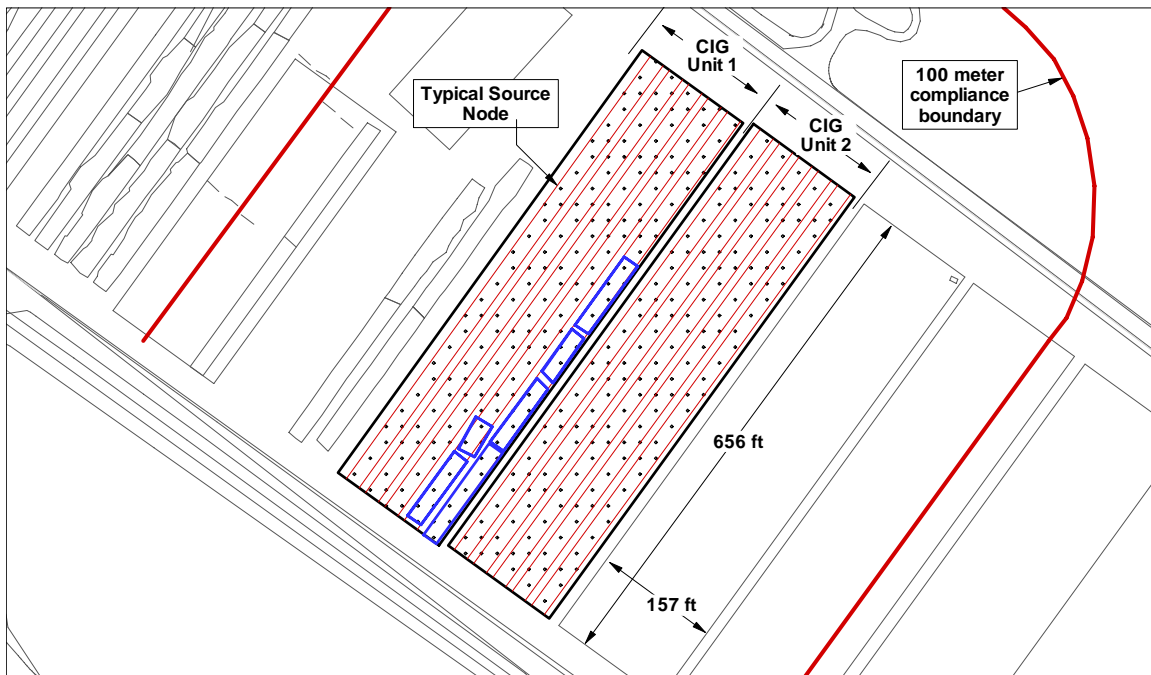 CIG
Unit 1
Typical Source
Node
CIG
Unit 2
100 meter
compliance
boundary
656 ft
157 ft